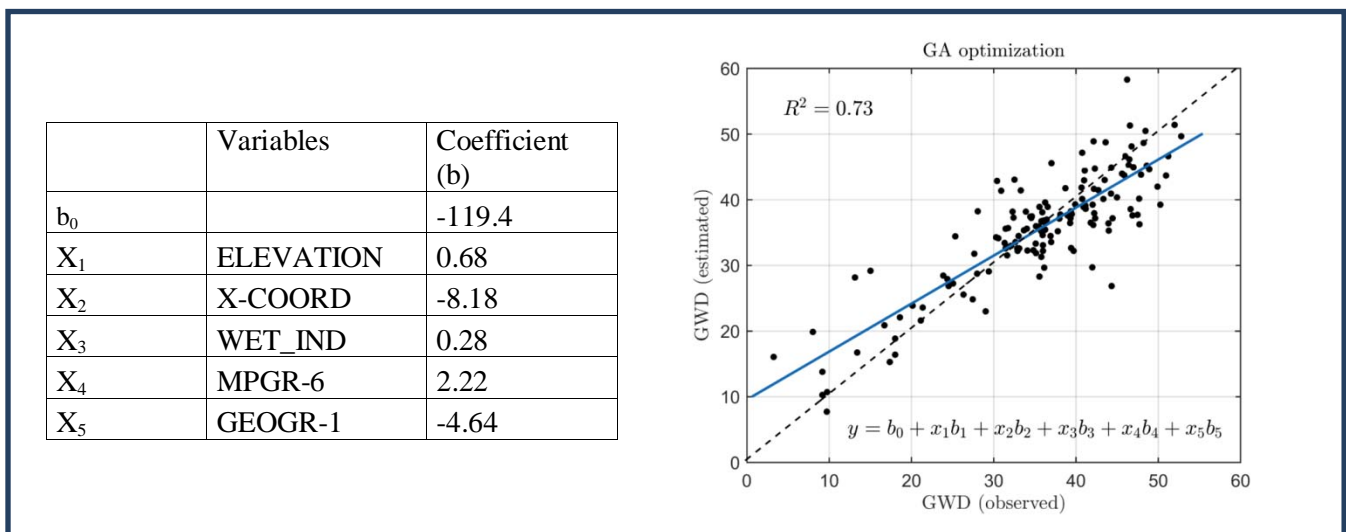 Variables Coefficient
(b)
b₀ -119.4
X₁ ELEVATION 0.68
X₂ X-COORD -8.18
X₃ WET_IND 0.28
X₄ MPGR-6 2.22
X₅ GEOGR-1 -4.64
GA optimization
R² = 0.73
y = b₀ + x₁b₁ + x₂b₂ + x₃b₃ + x₄b₄ + x₅b₅
GWD (estimated)
60
50
40
30
20
10
0
0 10 20 30 40 50 60
GWD (observed)